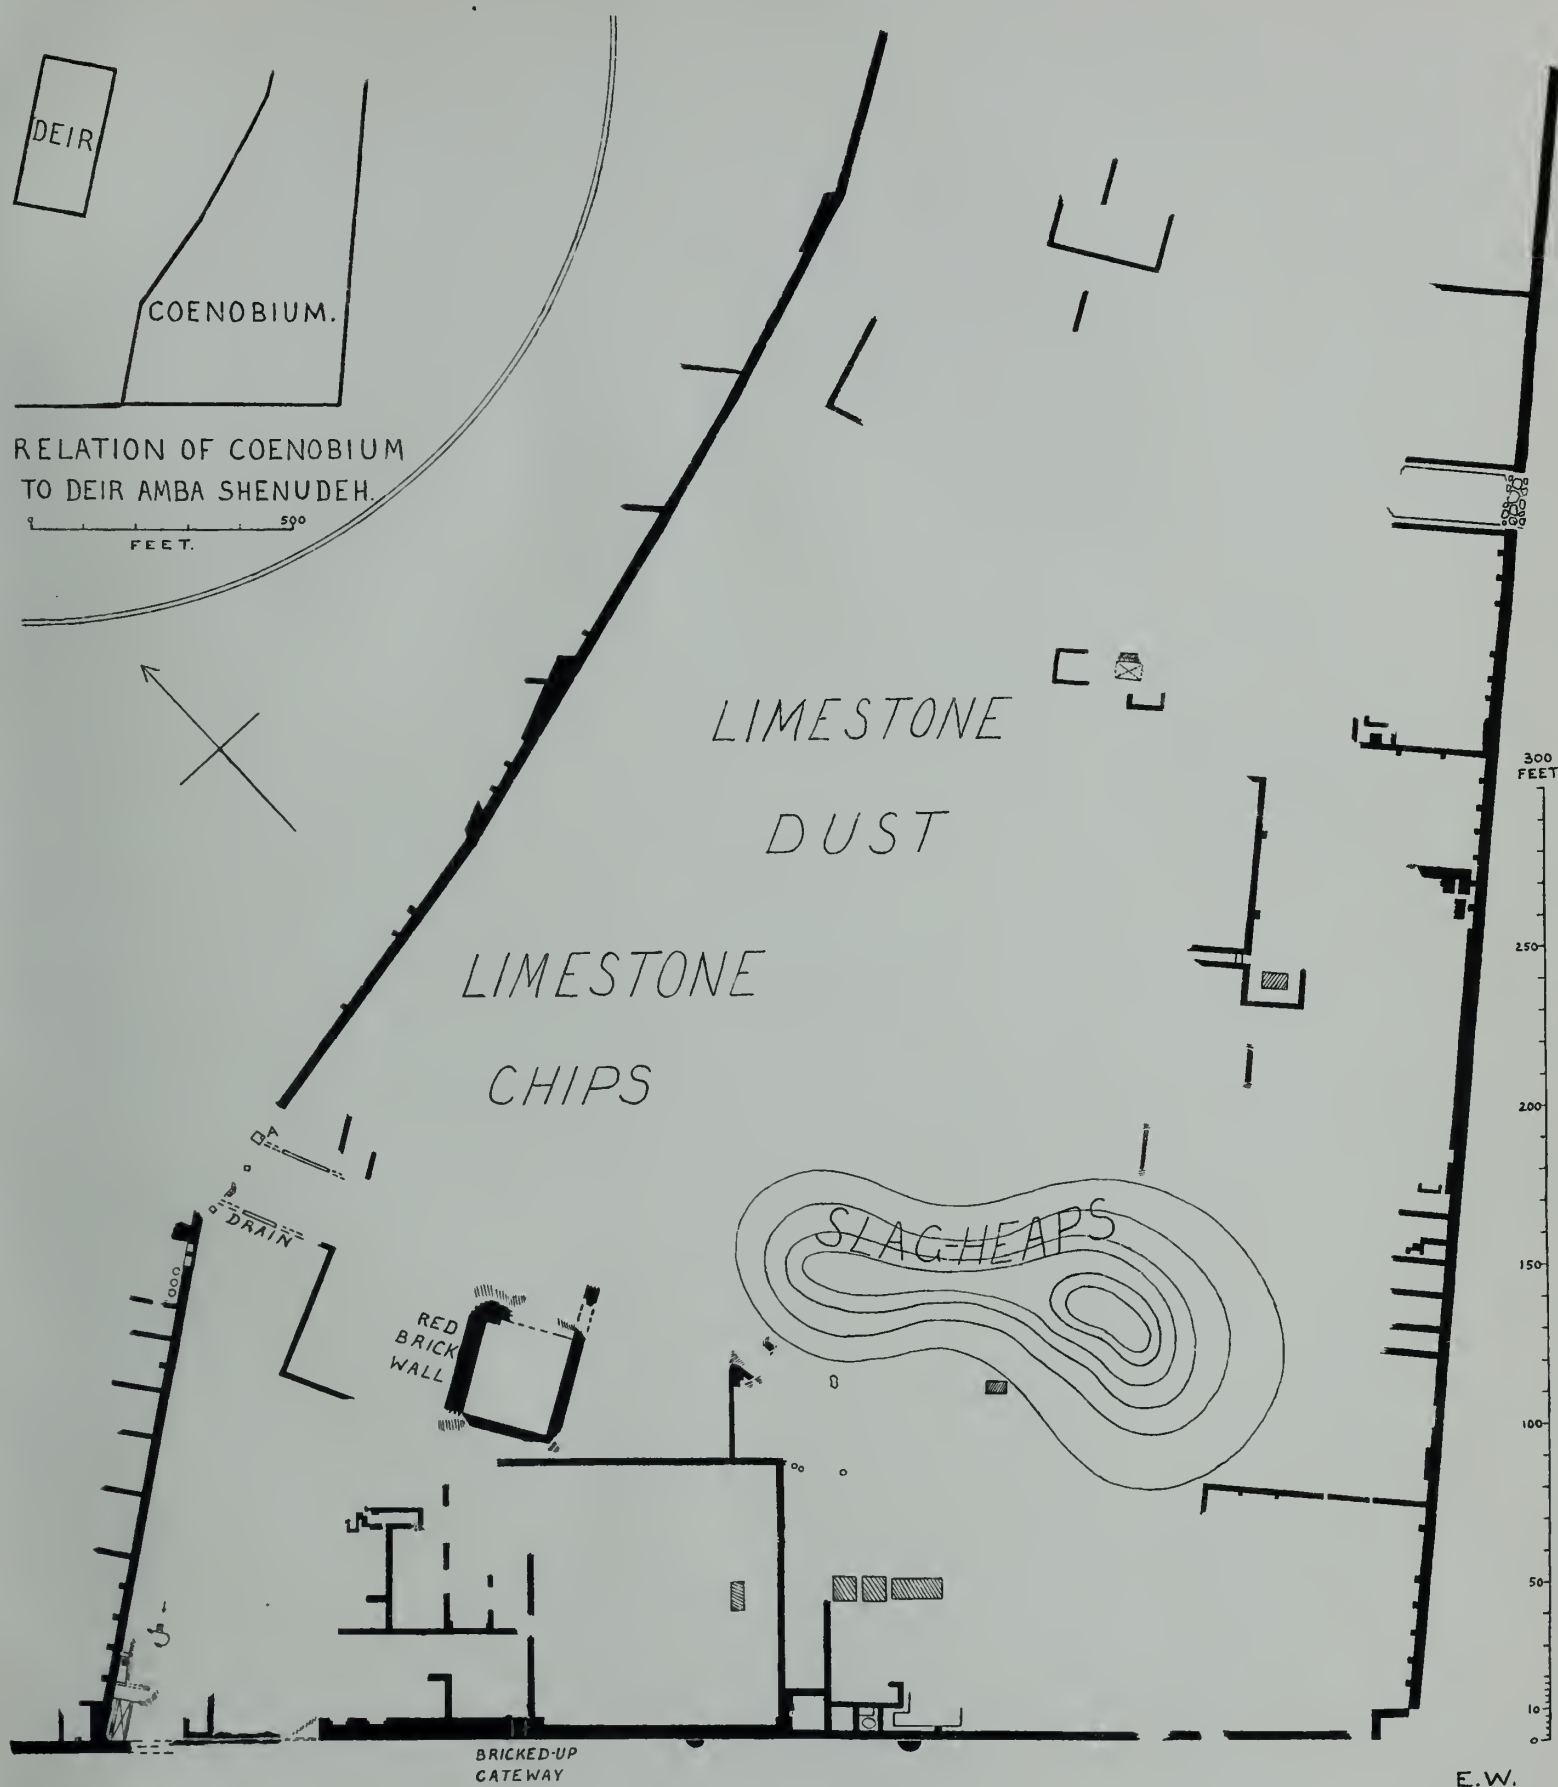 DEIR
COENOBIUM.
RELATION OF COENOBIUM
TO DEIR AMBA SHENUDEH.
0 500
FEET.
LIMESTONE
DUST
LIMESTONE
CHIPS
A
DRAIN
RED
BRICK
WALL
SLAG-HEAPS
300
FEET
250
200
150
100
50
10
0
BRICKED-UP
GATEWAY
E.W.